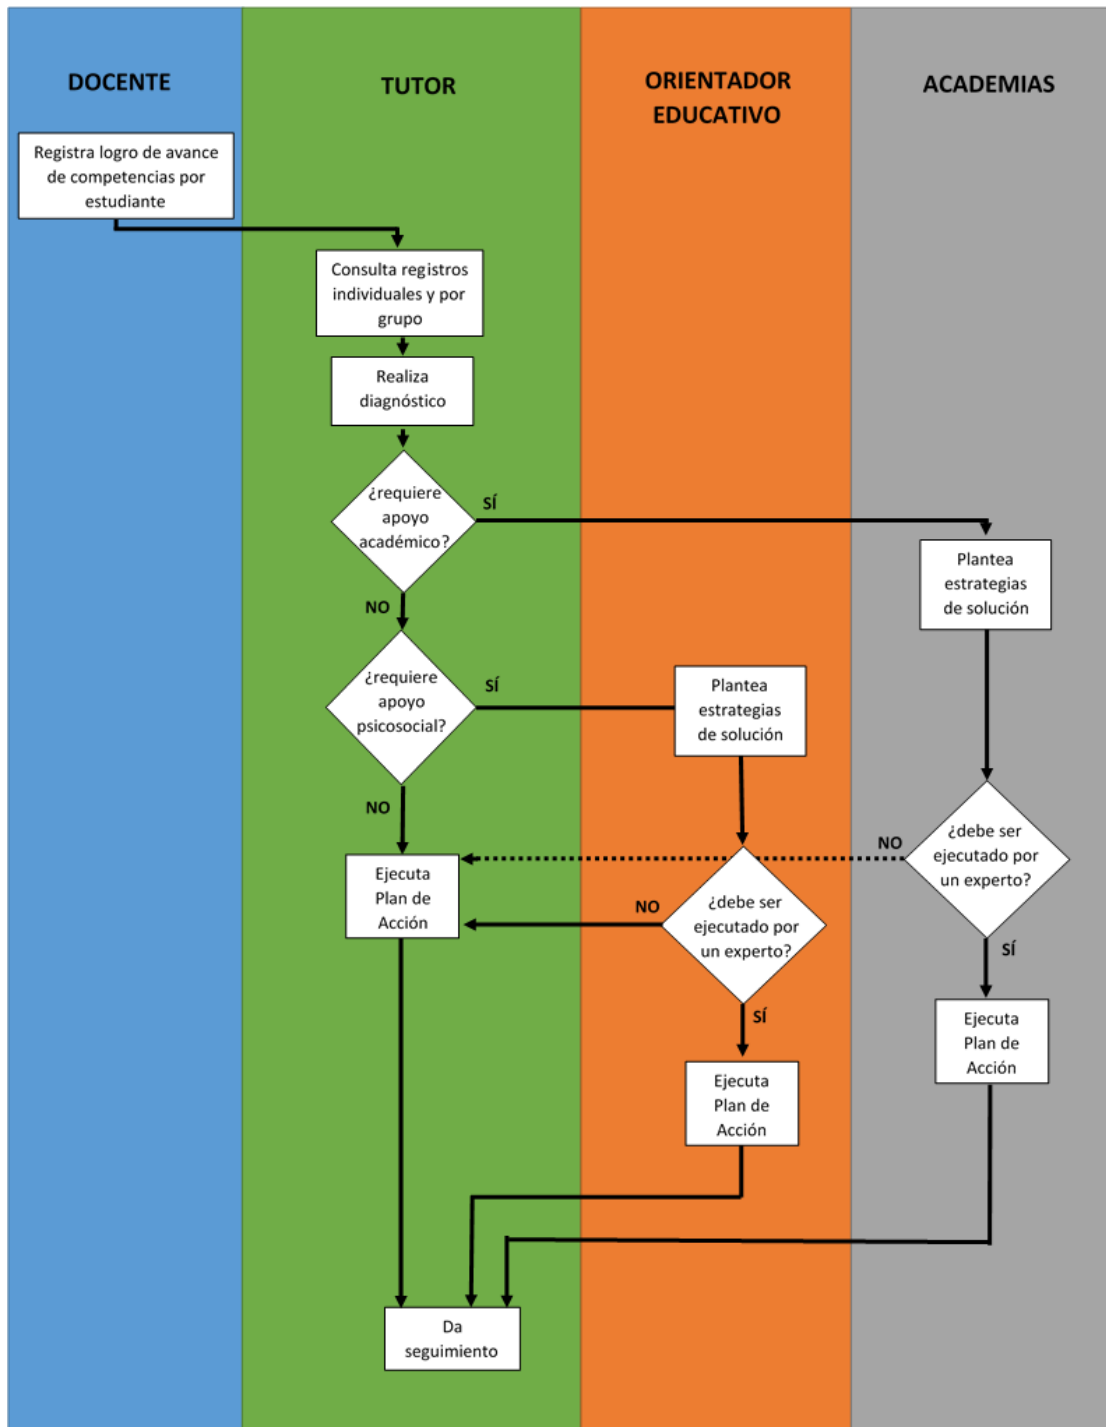 DOCENTE
TUTOR
ORIENTADOR
EDUCATIVO
ACADEMIAS
Registra logro de avance
de competencias por
estudiante
Consulta registros
individuales y por
grupo
Realiza
diagnóstico
¿requiere
apoyo
académico?
SÍ
NO
Plantea
estrategias
de solución
¿requiere
apoyo
psicosocial?
SÍ
NO
Plantea
estrategias
de solución
¿debe ser
ejecutado por
un experto?
NO
SÍ
Ejecuta
Plan de
Acción
¿debe ser
ejecutado por
un experto?
NO
SÍ
Ejecuta
Plan de
Acción
Ejecuta
Plan de
Acción
Da
seguimiento